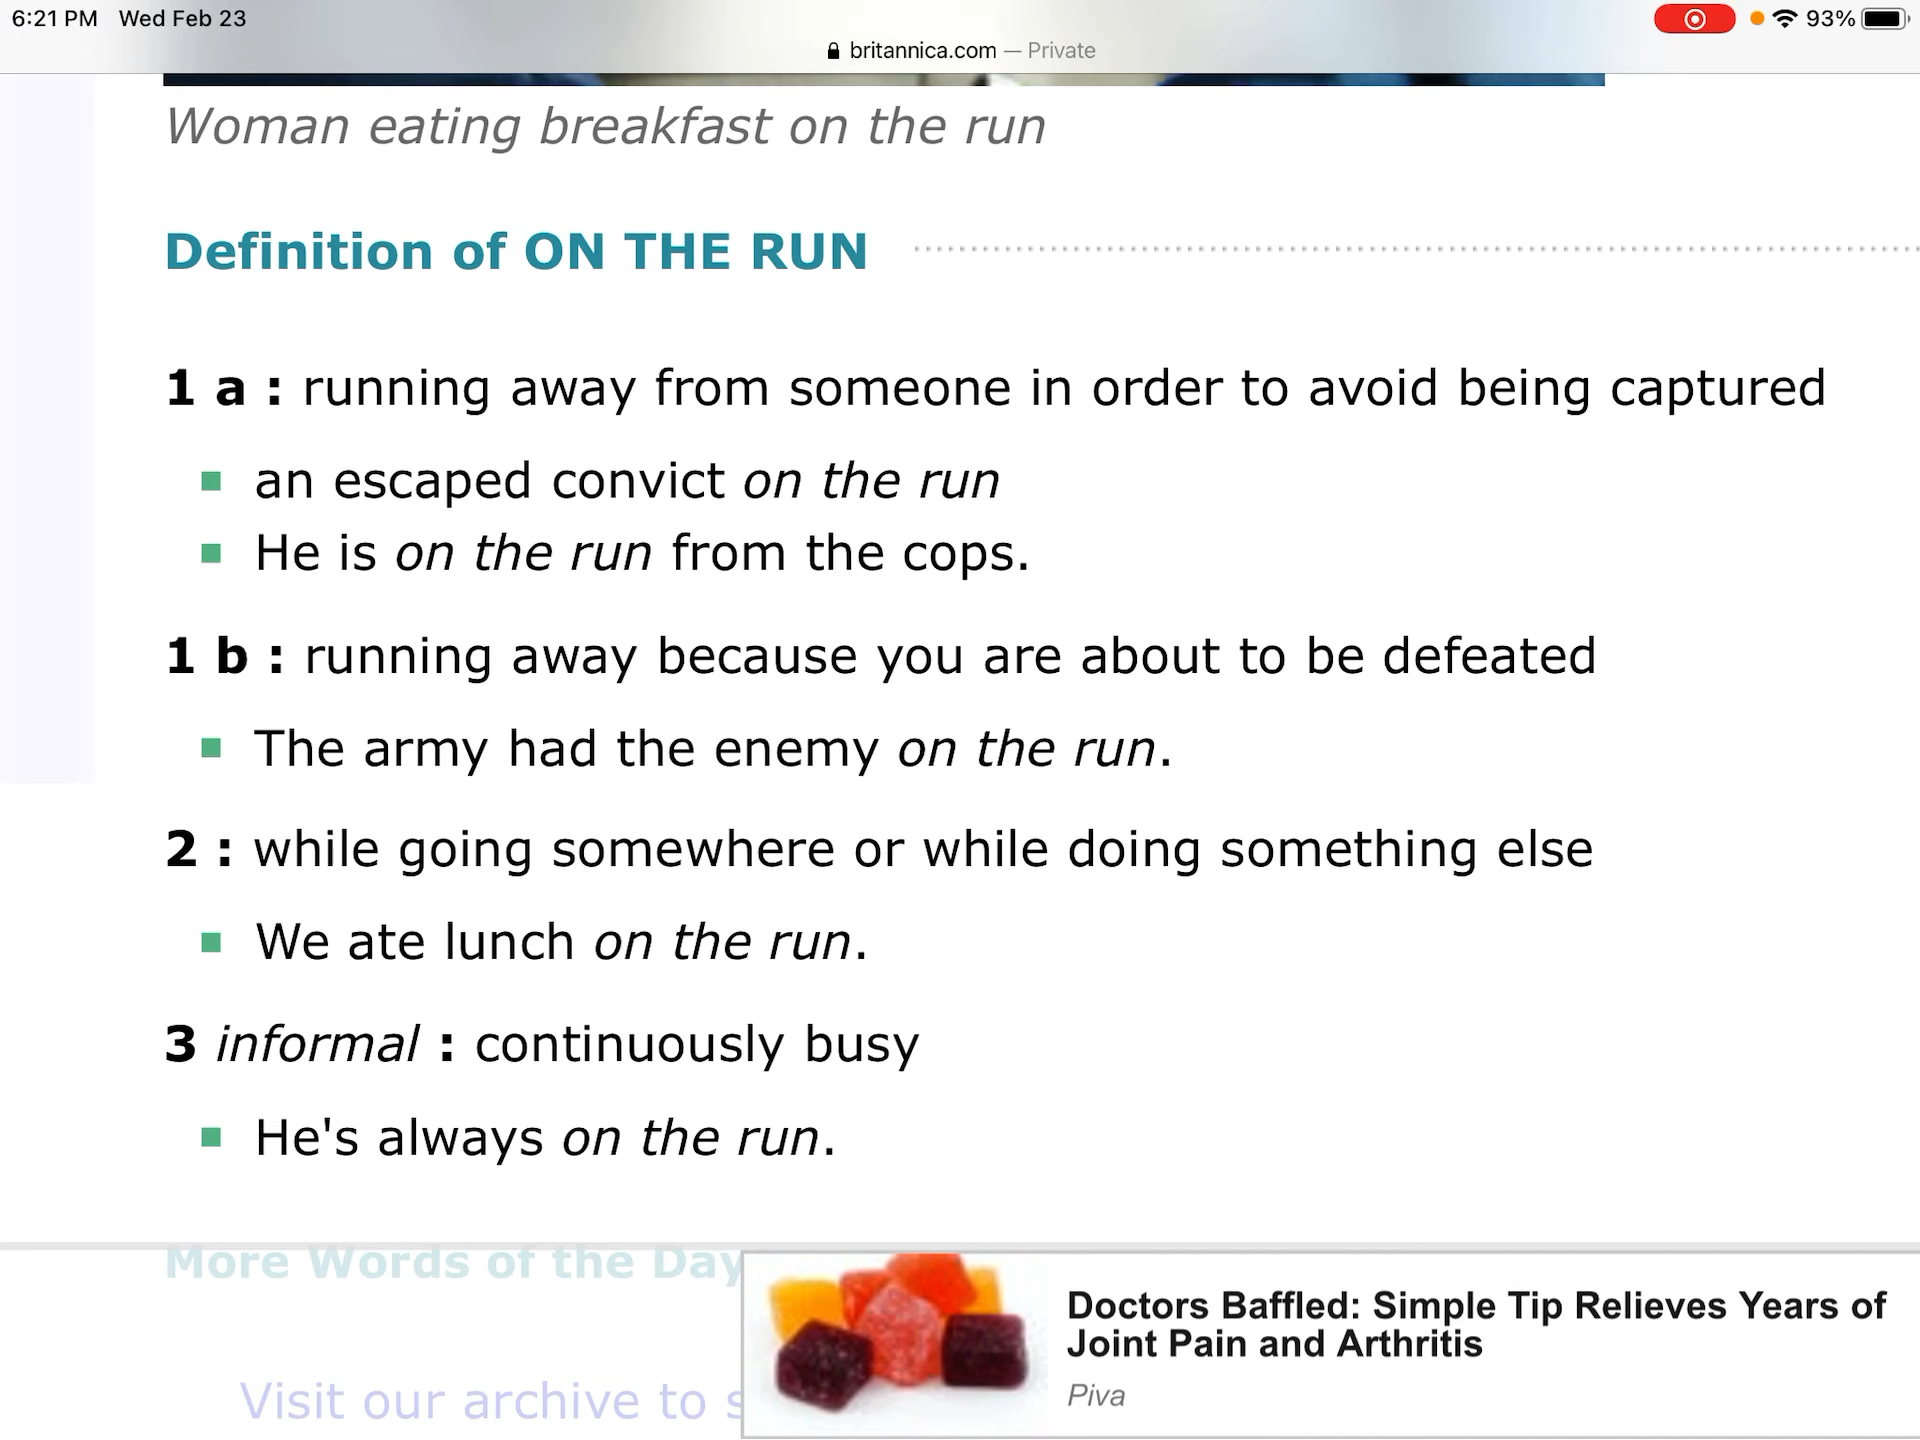 6:21 PM Wed Feb 23
93%
britannica.com — Private
Woman eating breakfast on the run
Definition of ON THE RUN
1 a : running away from someone in order to avoid being captured
an escaped convict on the run
He is on the run from the cops.
1 b : running away because you are about to be defeated
The army had the enemy on the run.
2 : while going somewhere or while doing something else
We ate lunch on the run.
3 informal : continuously busy
He's always on the run.
More Words of the Day
Visit our archive to
Doctors Baffled: Simple Tip Relieves Years of
Joint Pain and Arthritis
Piva